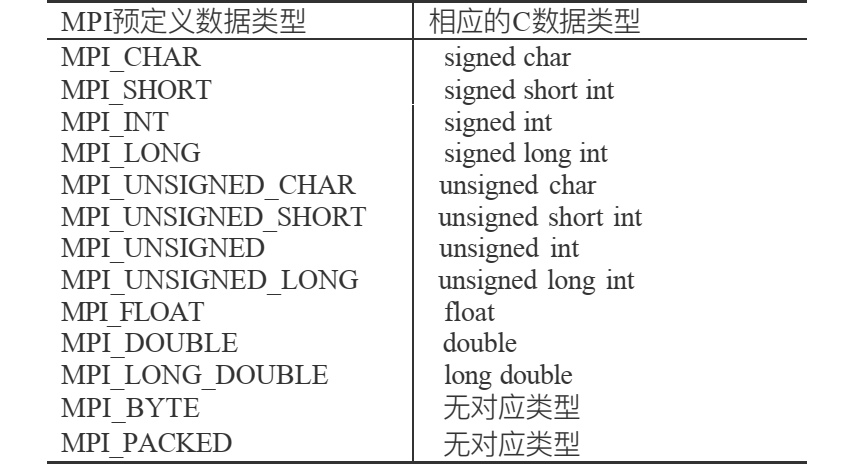 MPI预定义数据类型 相应的C数据类型
MPI_CHAR signed char
MPI_SHORT signed short int
MPI_INT signed int
MPI_LONG signed long int
MPI_UNSIGNED_CHAR unsigned char
MPI_UNSIGNED_SHORT unsigned short int
MPI_UNSIGNED unsigned int
MPI_UNSIGNED_LONG unsigned long int
MPI_FLOAT float
MPI_DOUBLE double
MPI_LONG_DOUBLE long double
MPI_BYTE 无对应类型
MPI_PACKED 无对应类型